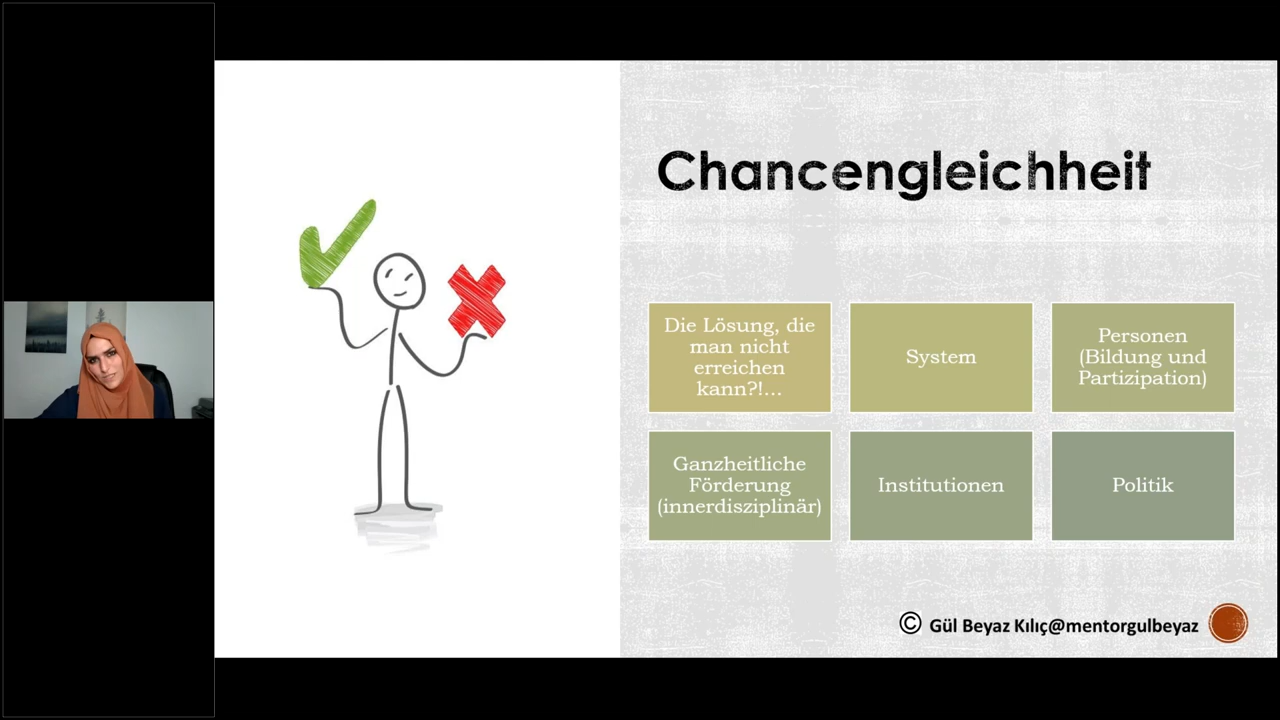 Chancengleichheit
Die Lösung, die
man nicht
erreichen
kann?!...
System
Personen
(Bildung und
Partizipation)
Ganzheitliche
Förderung
(innerdisziplinär)
Institutionen
Politik
© Gül Beyaz Kılıç@mentorgulbeyaz